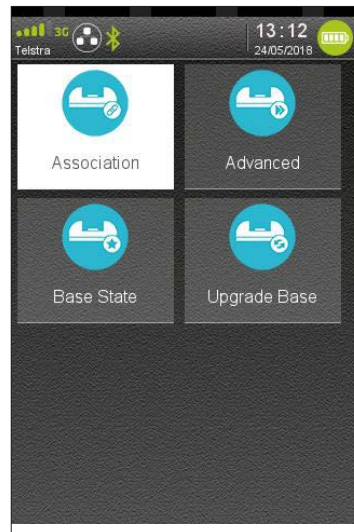 3G
13:12
Telstra
24/05/2018
Association
Advanced
Base State
Upgrade Base